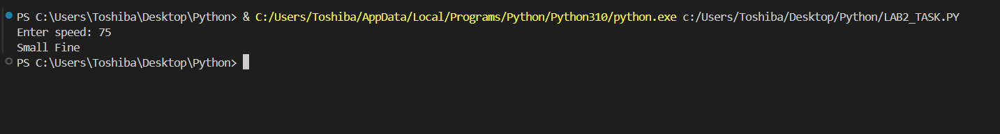 PS C:\Users\Toshiba\Desktop\Python> & C:/Users/Toshiba/AppData/Local/Programs/Python/Python310/python.exe c:/Users/Toshiba/Desktop/Python/LAB2_TASK.PY
Enter speed: 75
Small Fine
PS C:\Users\Toshiba\Desktop\Python>